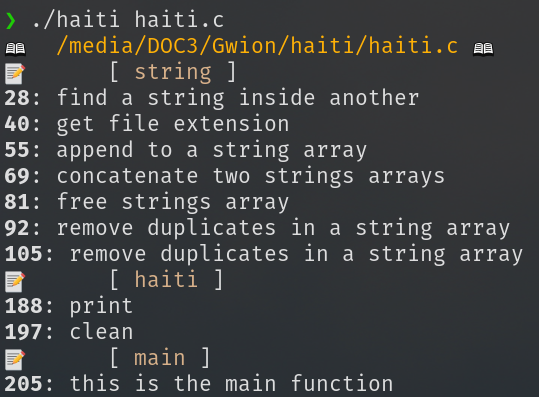 ❯ ./haiti haiti.c
📖 /media/DOC3/Gwion/haiti/haiti.c 📖
📝 [ string ]
28: find a string inside another
40: get file extension
55: append to a string array
69: concatenate two strings arrays
81: free strings array
92: remove duplicates in a string array
105: remove duplicates in a string array
📝 [ haiti ]
188: print
197: clean
📝 [ main ]
205: this is the main function